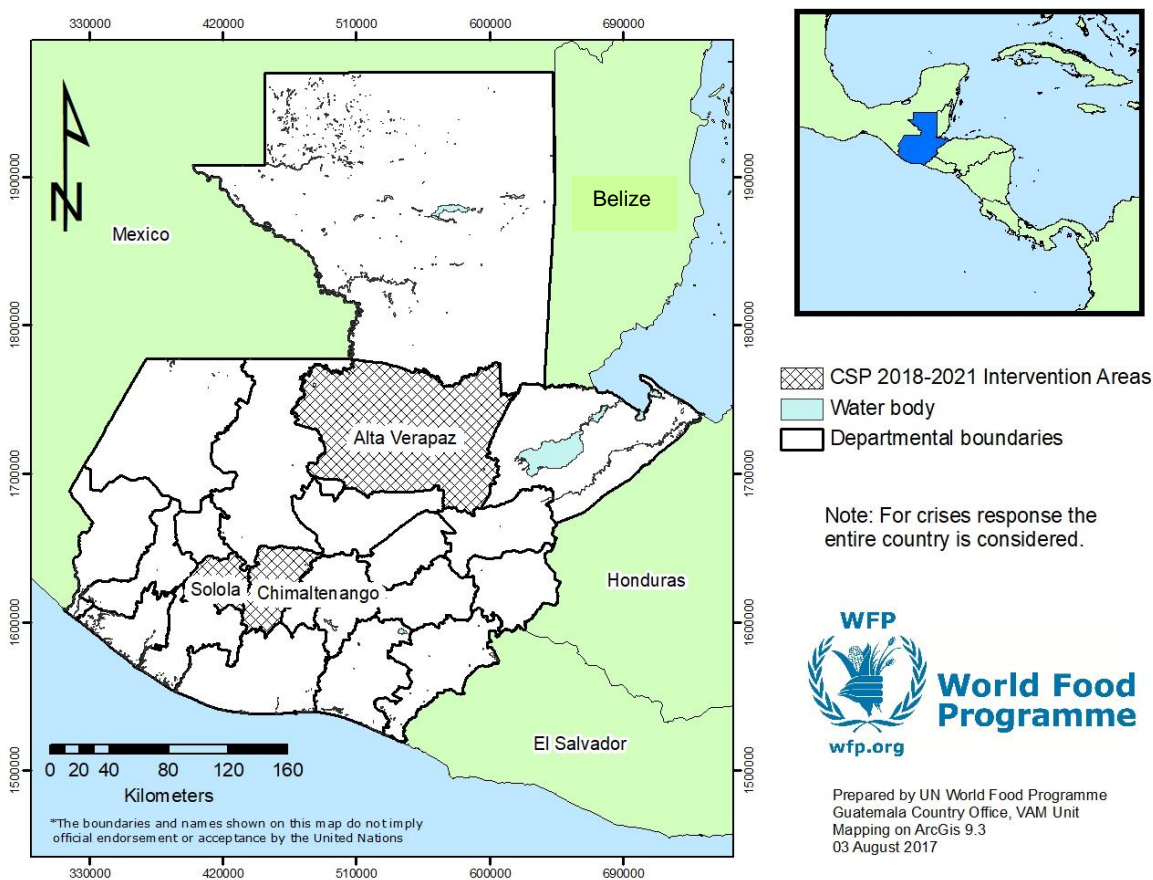 330000
420000
510000
600000
690000
1900000
1900000
1800000
1800000
1700000
1700000
1600000
1600000
1500000
1500000
N
Mexico
Belize
Alta Verapaz
Solola
Chimaltenango
Honduras
El Salvador
0 20 40 80 120 160
Kilometers
*The boundaries and names shown on this map do not imply
official endorsement or acceptance by the United Nations
330000
420000
510000
600000
690000
CSP 2018-2021 Intervention Areas
Water body
Departmental boundaries
Note: For crises response the
entire country is considered.
WFP
wfp.org
World Food
Programme
Prepared by UN World Food Programme
Guatemala Country Office, VAM Unit
Mapping on ArcGis 9.3
03 August 2017